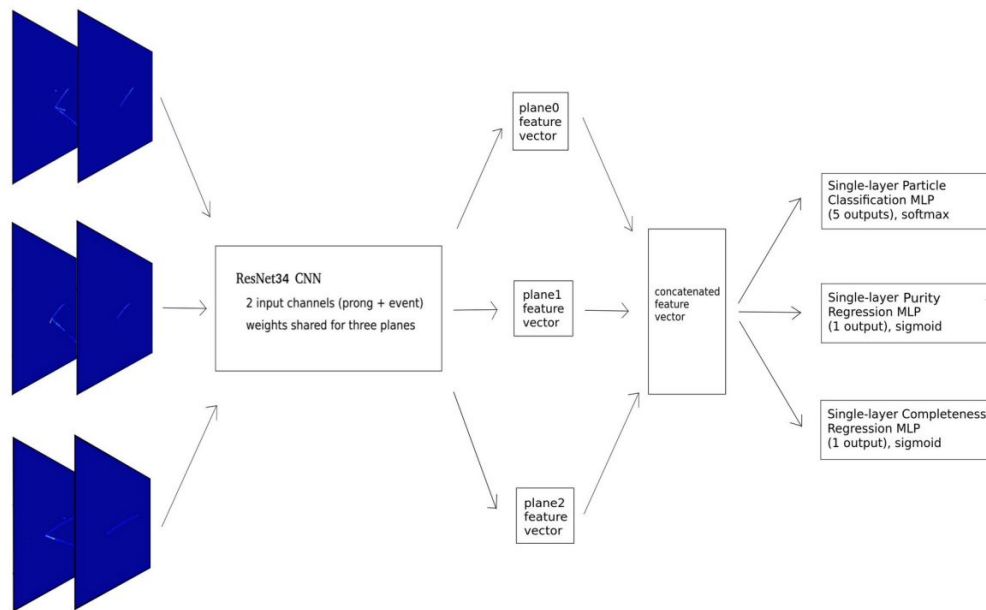 plane0
feature
vector
Single-layer Particle
Classification MLP
(5 outputs), softmax
ResNet34 CNN
2 input channels (prong + event)
weights shared for three planes
plane1
feature
vector
concatenated
feature
vector
Single-layer Purity
Regression MLP
(1 output), sigmoid
Single-layer Completeness
Regression MLP
(1 output), sigmoid
plane2
feature
vector